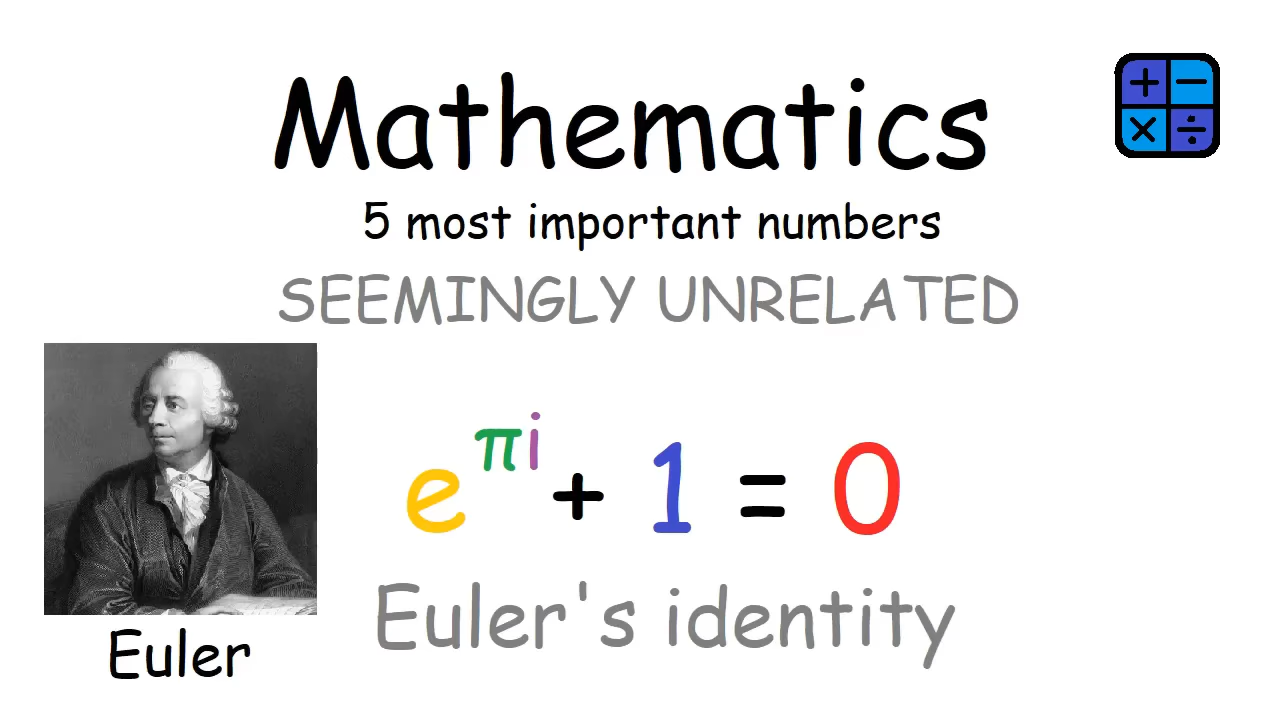 Mathematics
5 most important numbers
SEEMINGLY UNRELATED
e^πi + 1 = 0
Euler's identity
Euler